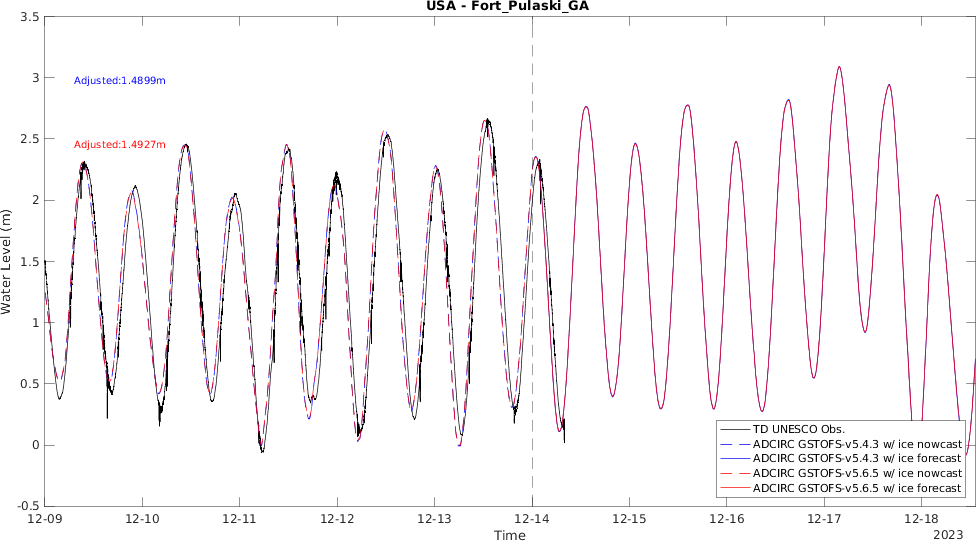 USA - Fort_Pulaski_GA
3.5
3
2.5
2
1.5
1
0.5
0
-0.5
Water Level (m)
Adjusted:1.4899m
Adjusted:1.4927m
TD UNESCO Obs.
ADCIRC GSTOFS-v5.4.3 w/ ice nowcast
ADCIRC GSTOFS-v5.4.3 w/ ice forecast
ADCIRC GSTOFS-v5.6.5 w/ ice nowcast
ADCIRC GSTOFS-v5.6.5 w/ ice forecast
12-09 12-10 12-11 12-12 12-13 12-14 12-15 12-16 12-17 12-18
Time
2023